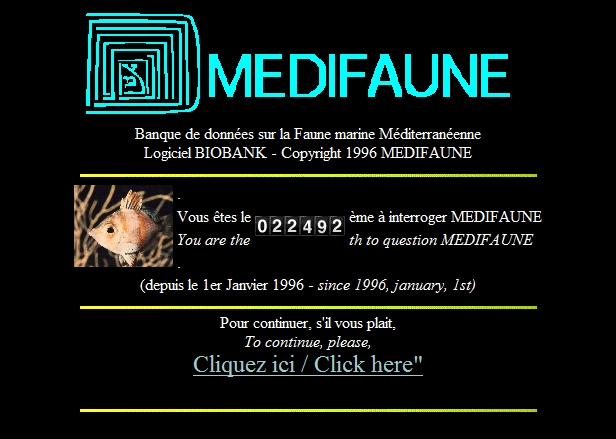 MEDIFAUNE
Banque de données sur la Faune marine Méditerranéenne
Logiciel BIOBANK - Copyright 1996 MEDIFAUNE
.
Vous êtes le 022492 ème à interroger MEDIFAUNE
You are the th to question MEDIFAUNE
.
(depuis le 1er Janvier 1996 - since 1996, january, 1st)
Pour continuer, s'il vous plait,
To continue, please,
Cliquez ici / Click here"